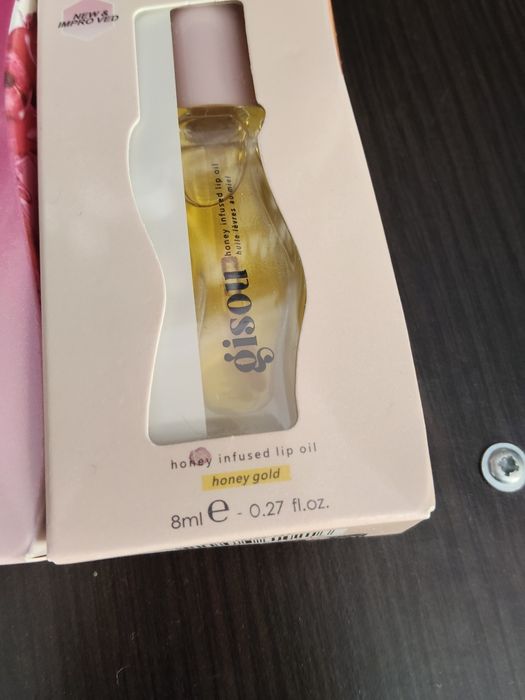 NEW &
IMPROVED
gisou
honey infused lip oil
huile lèvres au miel
honey infused lip oil
honey gold
8ml e - 0.27 fl.oz.